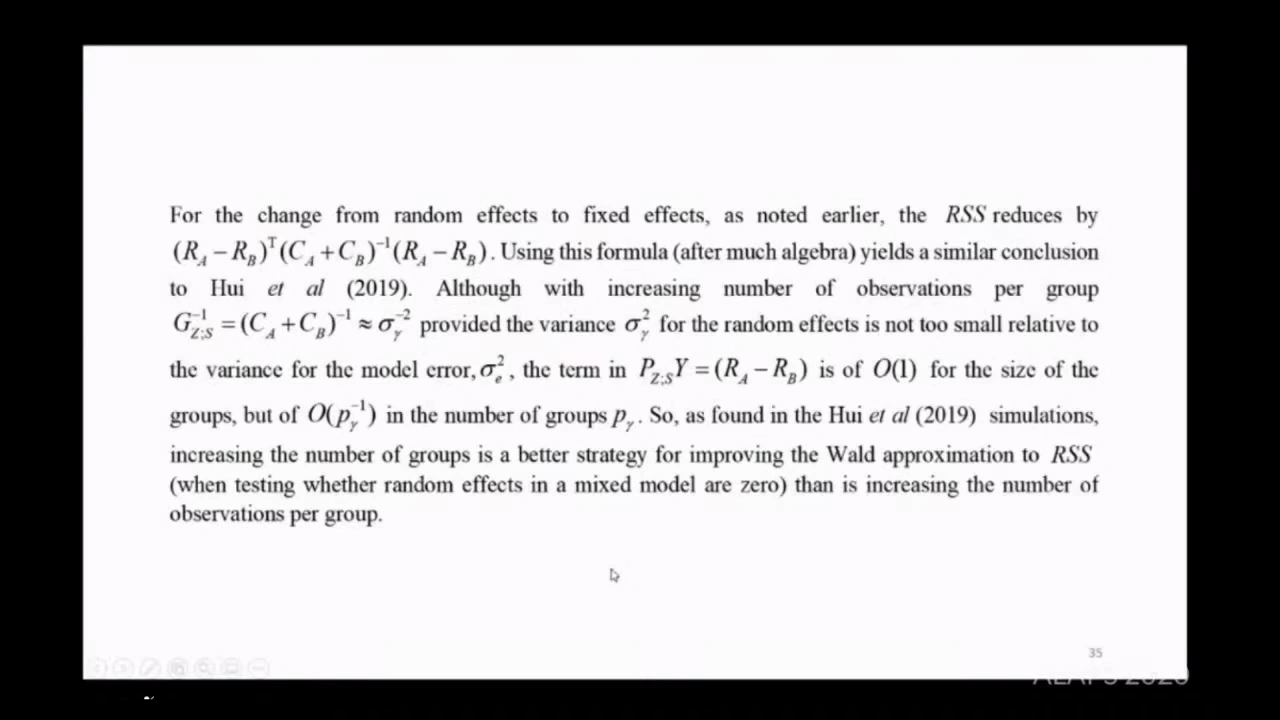 For the change from random effects to fixed effects, as noted earlier, the RSS reduces by
(R_A − R_B)^T (C_A + C_B)^{−1} (R_A − R_B). Using this formula (after much algebra) yields a similar conclusion
to Hui et al (2019). Although with increasing number of observations per group
G_{Z;S}^{−1} = (C_A + C_B)^{−1} ≈ σ_γ^{−2} provided the variance σ_γ^2 for the random effects is not too small relative to
the variance for the model error, σ_e^2, the term in P_{Z;S}Y = (R_A − R_B) is of O(1) for the size of the
groups, but of O(p_γ^{−1}) in the number of groups p_γ. So, as found in the Hui et al (2019) simulations,
increasing the number of groups is a better strategy for improving the Wald approximation to RSS
(when testing whether random effects in a mixed model are zero) than is increasing the number of
observations per group.
35